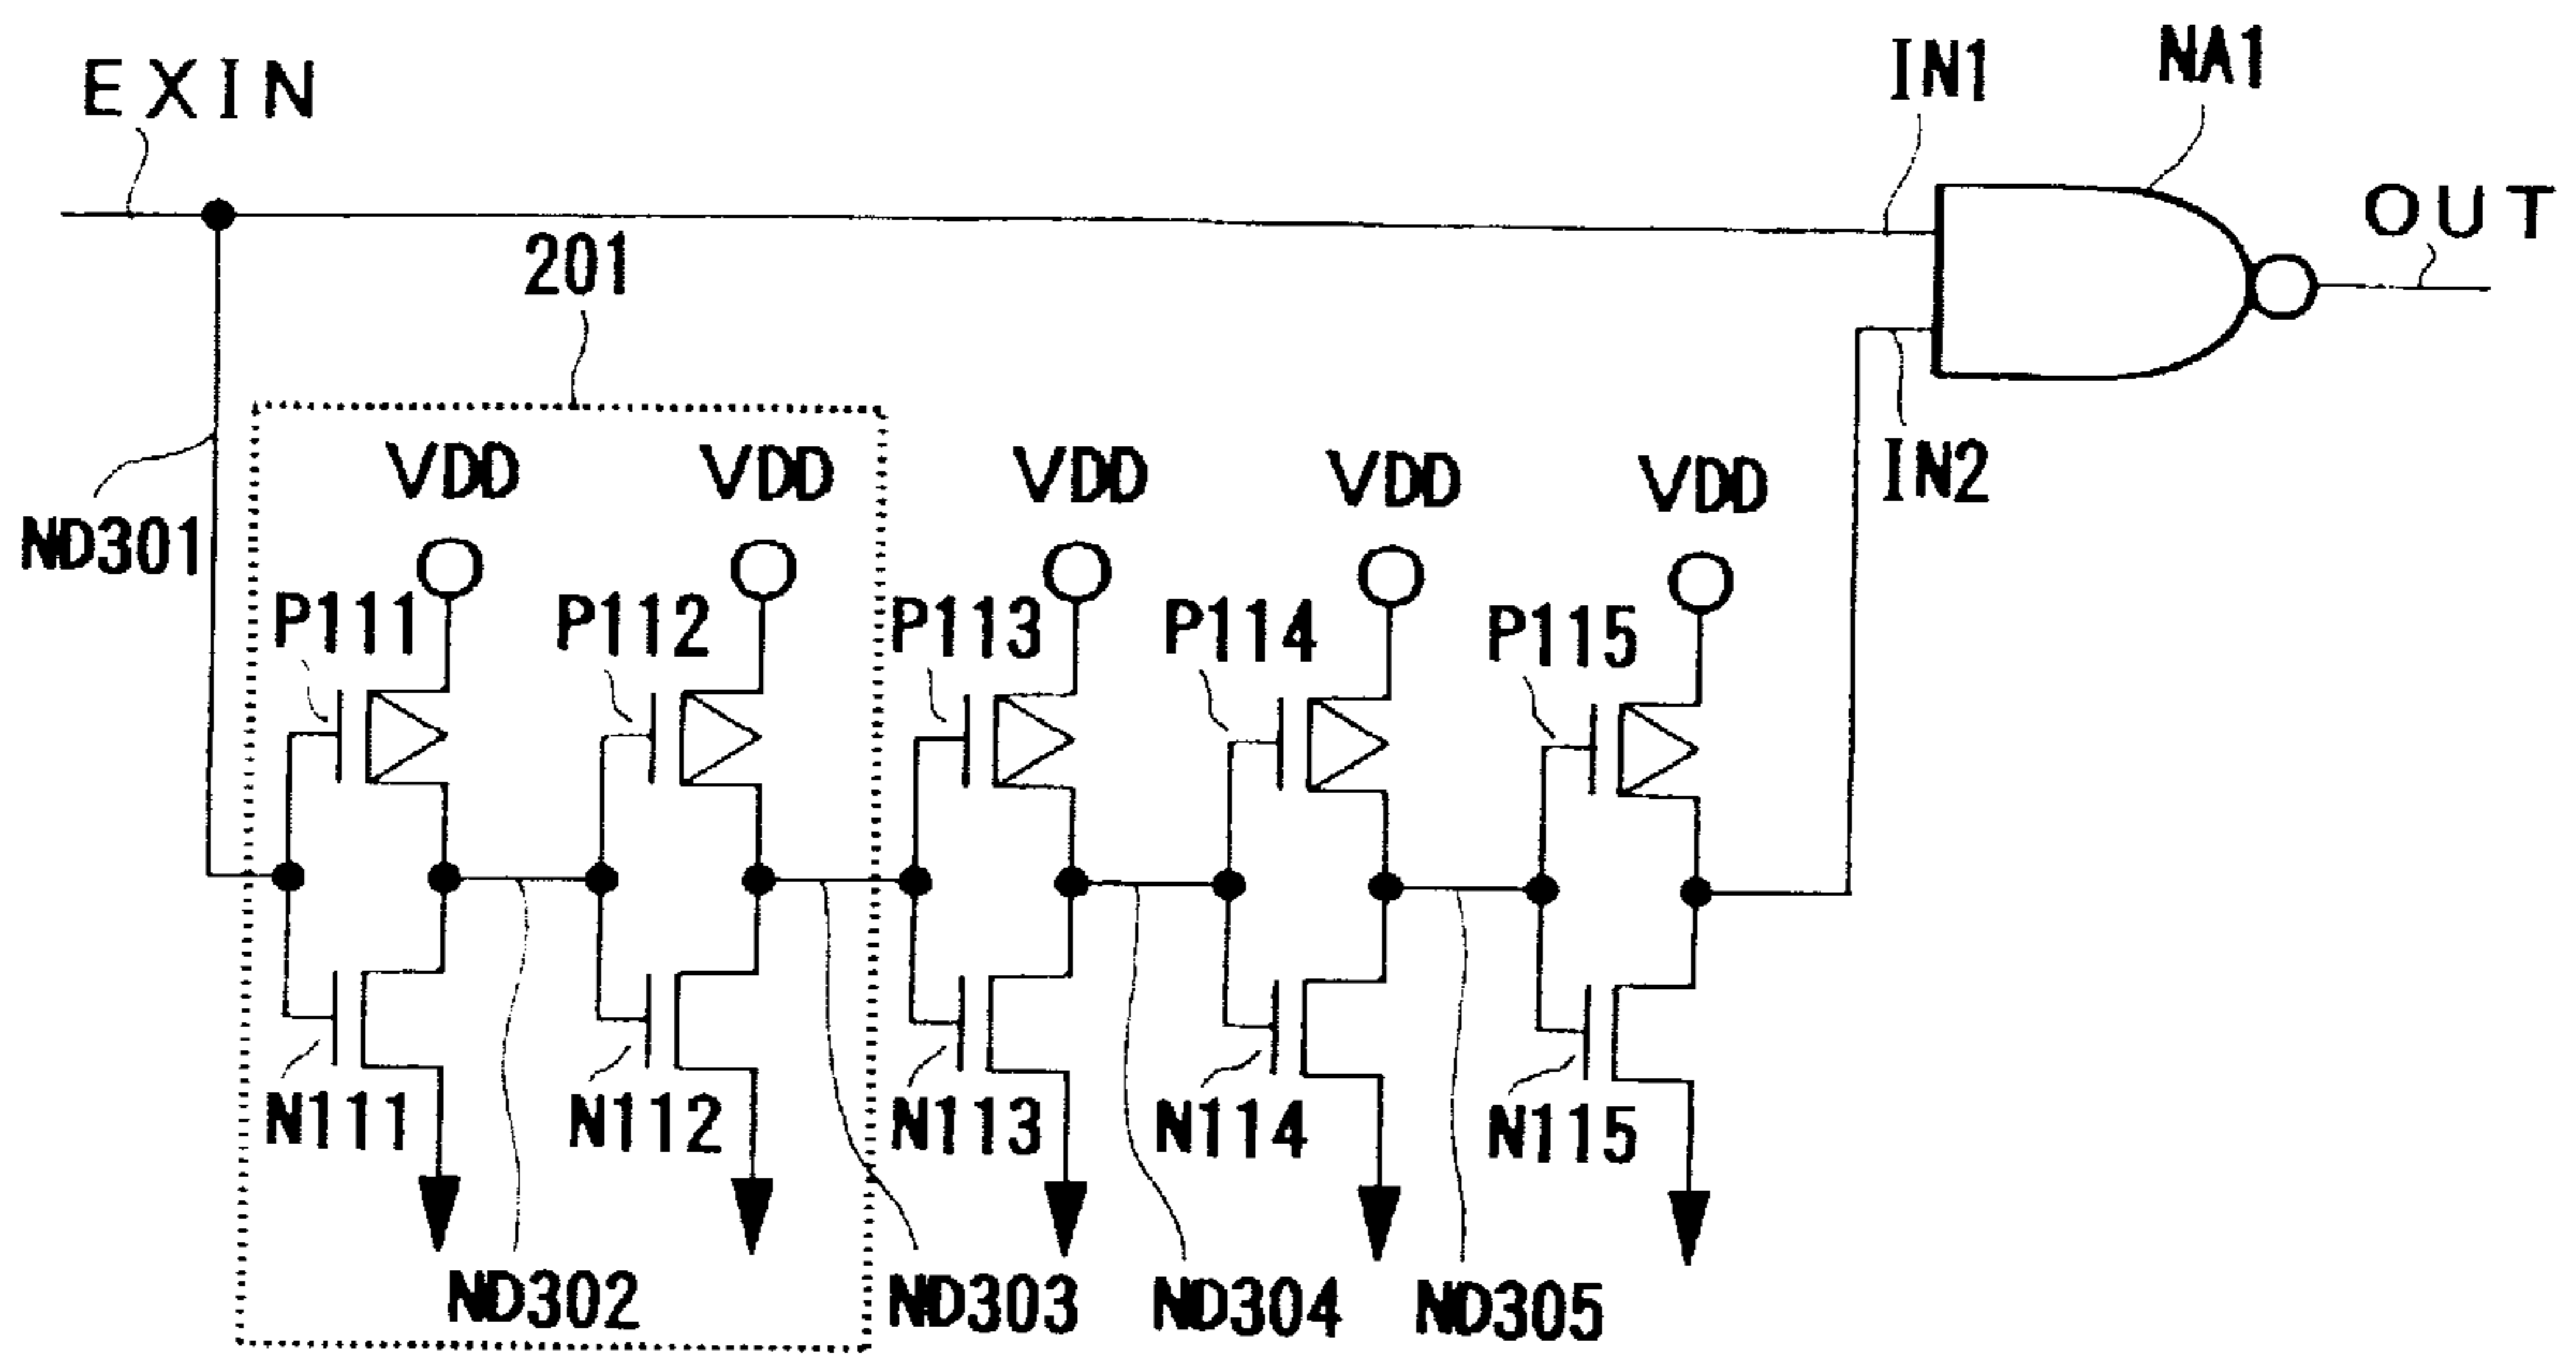 EXIN
IN1
NA1
OUT
201
IN2
ND301
VDD
VDD
VDD
VDD
VDD
P111
P112
P113
P114
P115
N111
N112
N113
N114
N115
ND302
ND303
ND304
ND305